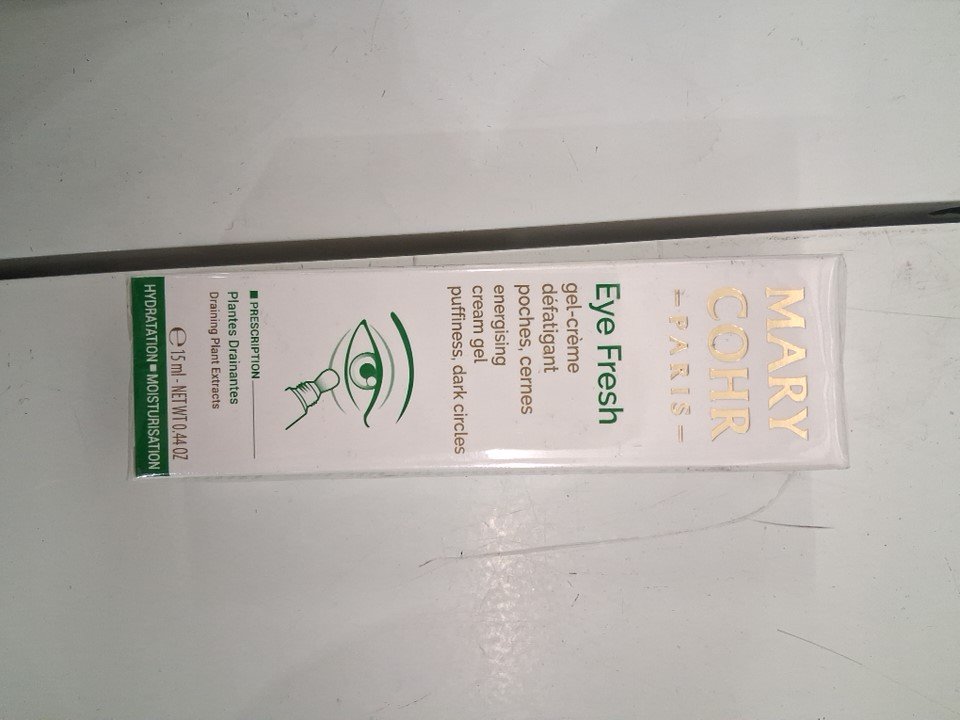 MARY
COHR
– PARIS –
Eye Fresh
gel-crème
défatigant
poches, cernes
energising
cream gel
puffiness, dark circles
■ PRESCRIPTION
Plantes Drainantes
Draining Plant Extracts
℮ 15 ml - NET WT 0.44 OZ
HYDRATATION ■ MOISTURISATION